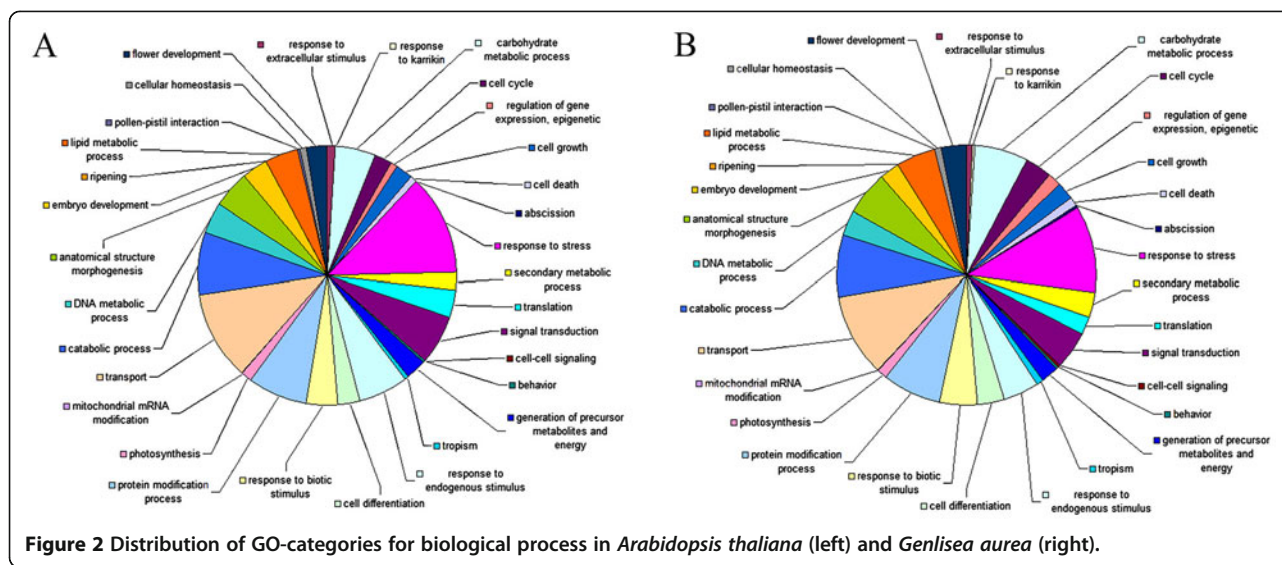 A
flower development
response to
extracellular stimulus
response
to karrikin
carbohydrate
metabolic process
cellular homeostasis
cell cycle
pollen-pistil interaction
regulation of gene
expression, epigenetic
lipid metabolic
process
cell growth
ripening
cell death
embryo development
abscission
anatomical structure
morphogenesis
response to stress
secondary metabolic
process
DNA metabolic
process
translation
signal transduction
catabolic process
cell-cell signaling
transport
behavior
mitochondrial mRNA
modification
generation of precursor
metabolites and
energy
photosynthesis
tropism
protein modification
process
response to biotic
stimulus
response to
endogenous stimulus
cell differentiation
B
flower development
response to
extracellular stimulus
response
to karrikin
carbohydrate
metabolic process
cellular homeostasis
cell cycle
pollen-pistil interaction
regulation of gene
expression, epigenetic
lipid metabolic
process
cell growth
ripening
cell death
embryo development
abscission
anatomical structure
morphogenesis
response to stress
DNA metabolic
process
secondary metabolic
process
catabolic process
translation
signal transduction
transport
cell-cell signaling
mitochondrial mRNA
modification
behavior
photosynthesis
generation of precursor
metabolites and
energy
protein modification
process
tropism
response to biotic
stimulus
response to
endogenous stimulus
cell differentiation
Figure 2 Distribution of GO-categories for biological process in Arabidopsis thaliana (left) and Genlisea aurea (right).